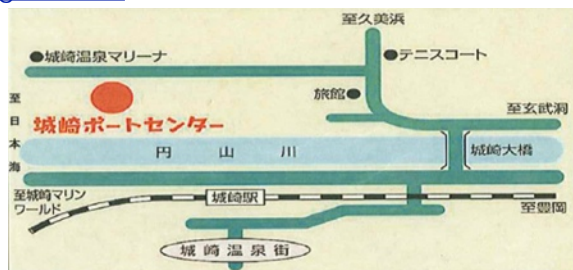 至久美浜
●城崎温泉マリーナ
●テニスコート
旅館●
至日本海
至玄武洞
城崎ボートセンター
円山川
城崎大橋
至城崎マリン
ワールド
城崎駅
至豊岡
城崎温泉街